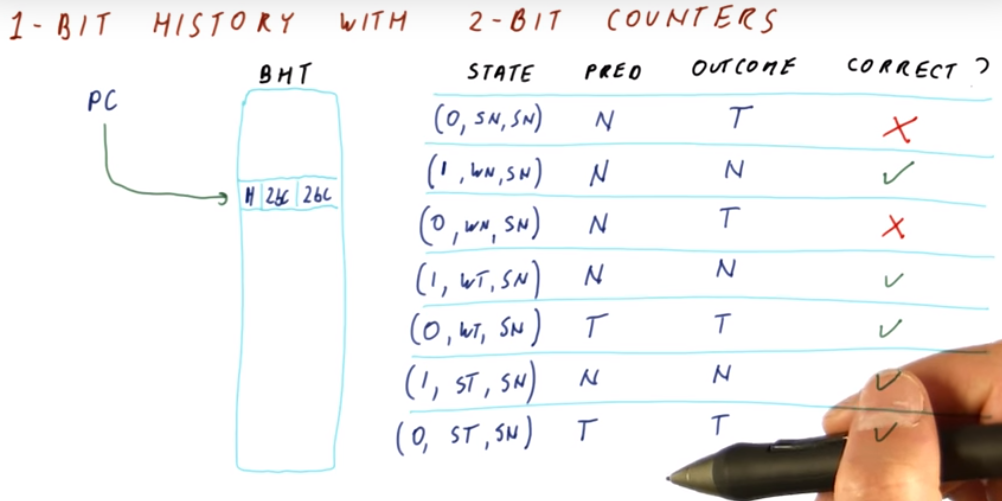 1-BIT HISTORY WITH 2-BIT COUNTERS
BHT STATE PRED OUTCOME CORRECT ?
PC
(0, SN, SN) N T ✗
(1, WN, SN) N N ✓
H 2bC 2bC
(0, WN, SN) N T ✗
(1, WT, SN) N N ✓
(0, WT, SN) T T ✓
(1, ST, SN) N N ✓
(0, ST, SN) T T ✓